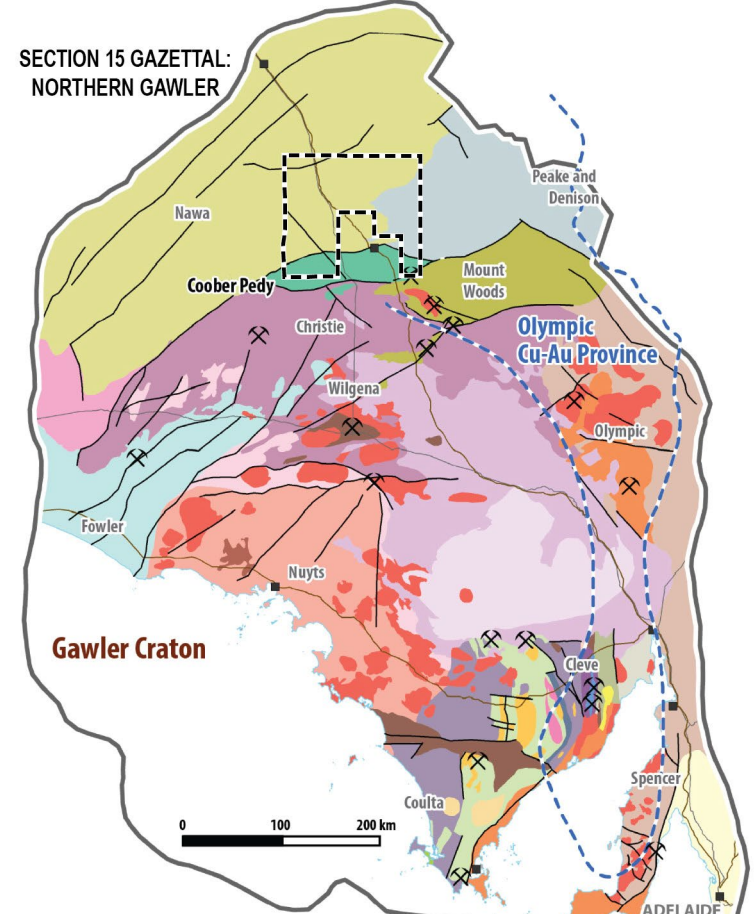 SECTION 15 GAZETTAL:
NORTHERN GAWLER
Peake and
Denison
Nawa
Mount
Woods
Coober Pedy
Christie
Olympic
Cu-Au Province
Wilgena
Olympic
Fowler
Nuyts
Gawler Craton
Cleve
Spencer
Coulta
0 100 200 km
ADELAIDE